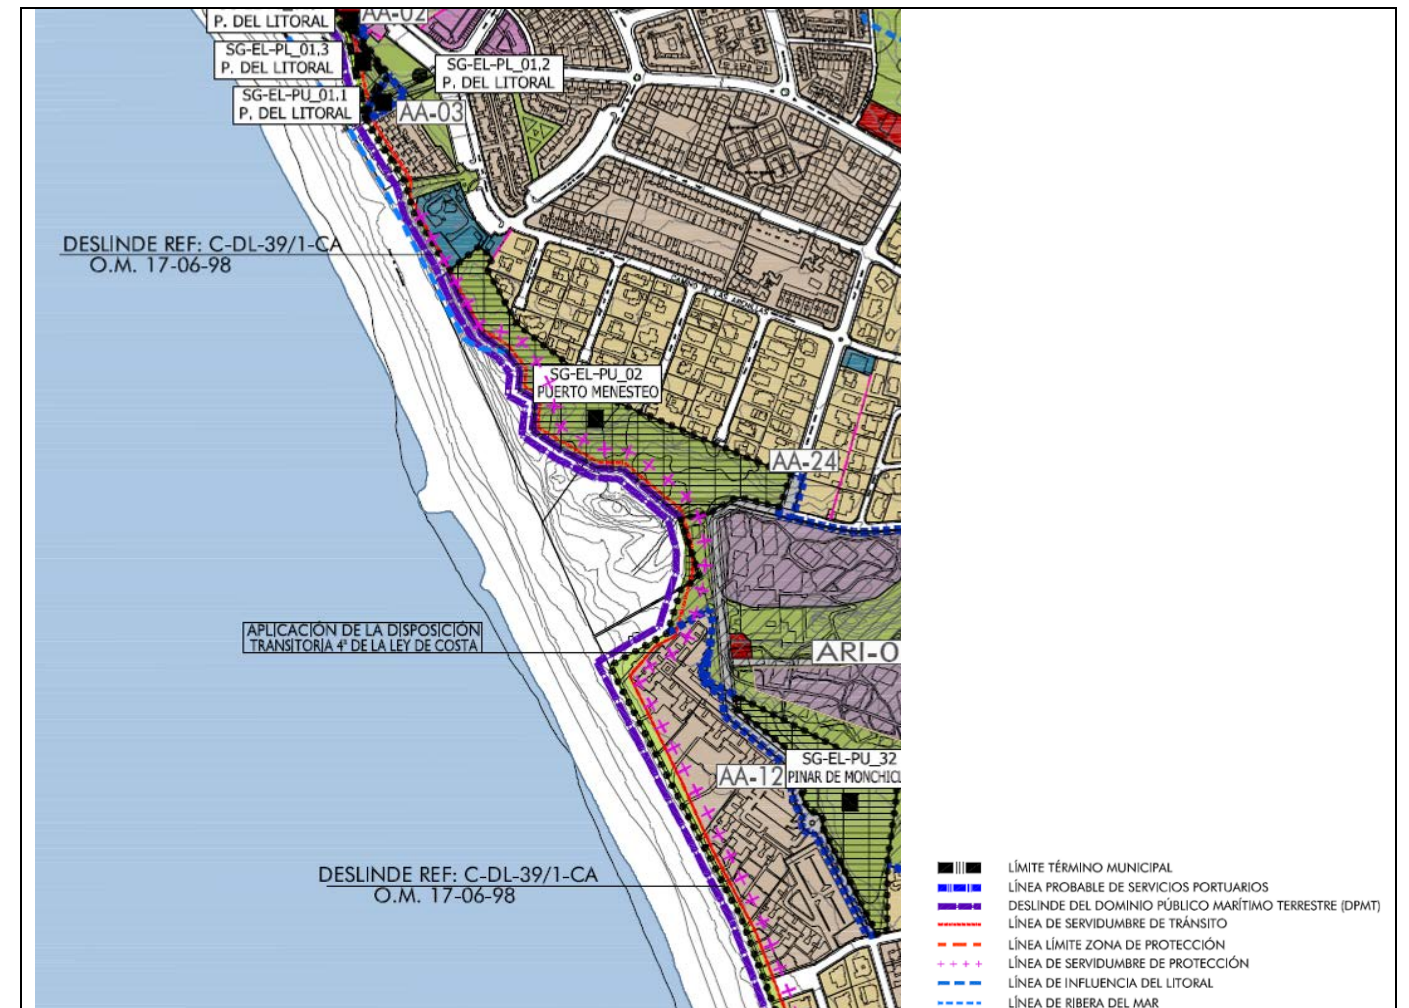 P. DEL LITORAL
AA-02
SG-EL-PL_01,3
P. DEL LITORAL
SG-EL-PL_01,2
P. DEL LITORAL
SG-EL-PU_01,1
P. DEL LITORAL
AA-03
DESLINDE REF: C-DL-39/1-CA
O.M. 17-06-98
SG-EL-PU_02
PUERTO MENESTEO
AA-24
APLICACIÓN DE LA DISPOSICIÓN
TRANSITORIA 4ª DE LA LEY DE COSTA
ARI-0
SG-EL-PU_32
PINAR DE MONCHICL
AA-12
DESLINDE REF: C-DL-39/1-CA
O.M. 17-06-98
LÍMITE TÉRMINO MUNICIPAL
LÍNEA PROBABLE DE SERVICIOS PORTUARIOS
DESLINDE DEL DOMINIO PÚBLICO MARÍTIMO TERRESTRE (DPMT)
LÍNEA DE SERVIDUMBRE DE TRÁNSITO
LÍNEA LÍMITE ZONA DE PROTECCIÓN
LÍNEA DE SERVIDUMBRE DE PROTECCIÓN
LÍNEA DE INFLUENCIA DEL LITORAL
LÍNEA DE RIBERA DEL MAR